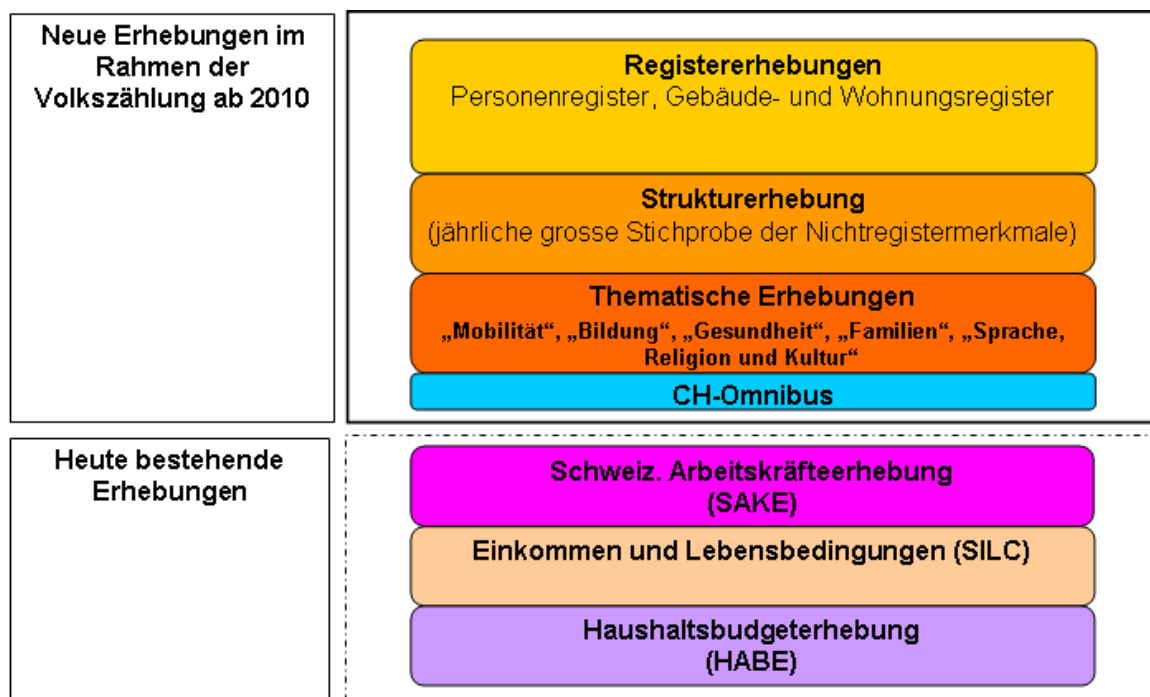 Neue Erhebungen im
Rahmen der
Volkszählung ab 2010
Registererhebungen
Personenregister, Gebäude- und Wohnungsregister
Strukturerhebung
(jährliche grosse Stichprobe der Nichtregistermerkmale)
Thematische Erhebungen
„Mobilität“, „Bildung“, „Gesundheit“, „Familien“, „Sprache,
Religion und Kultur“
CH-Omnibus
Heute bestehende
Erhebungen
Schweiz. Arbeitskräfteerhebung
(SAKE)
Einkommen und Lebensbedingungen (SILC)
Haushaltsbudgeterhebung
(HABE)